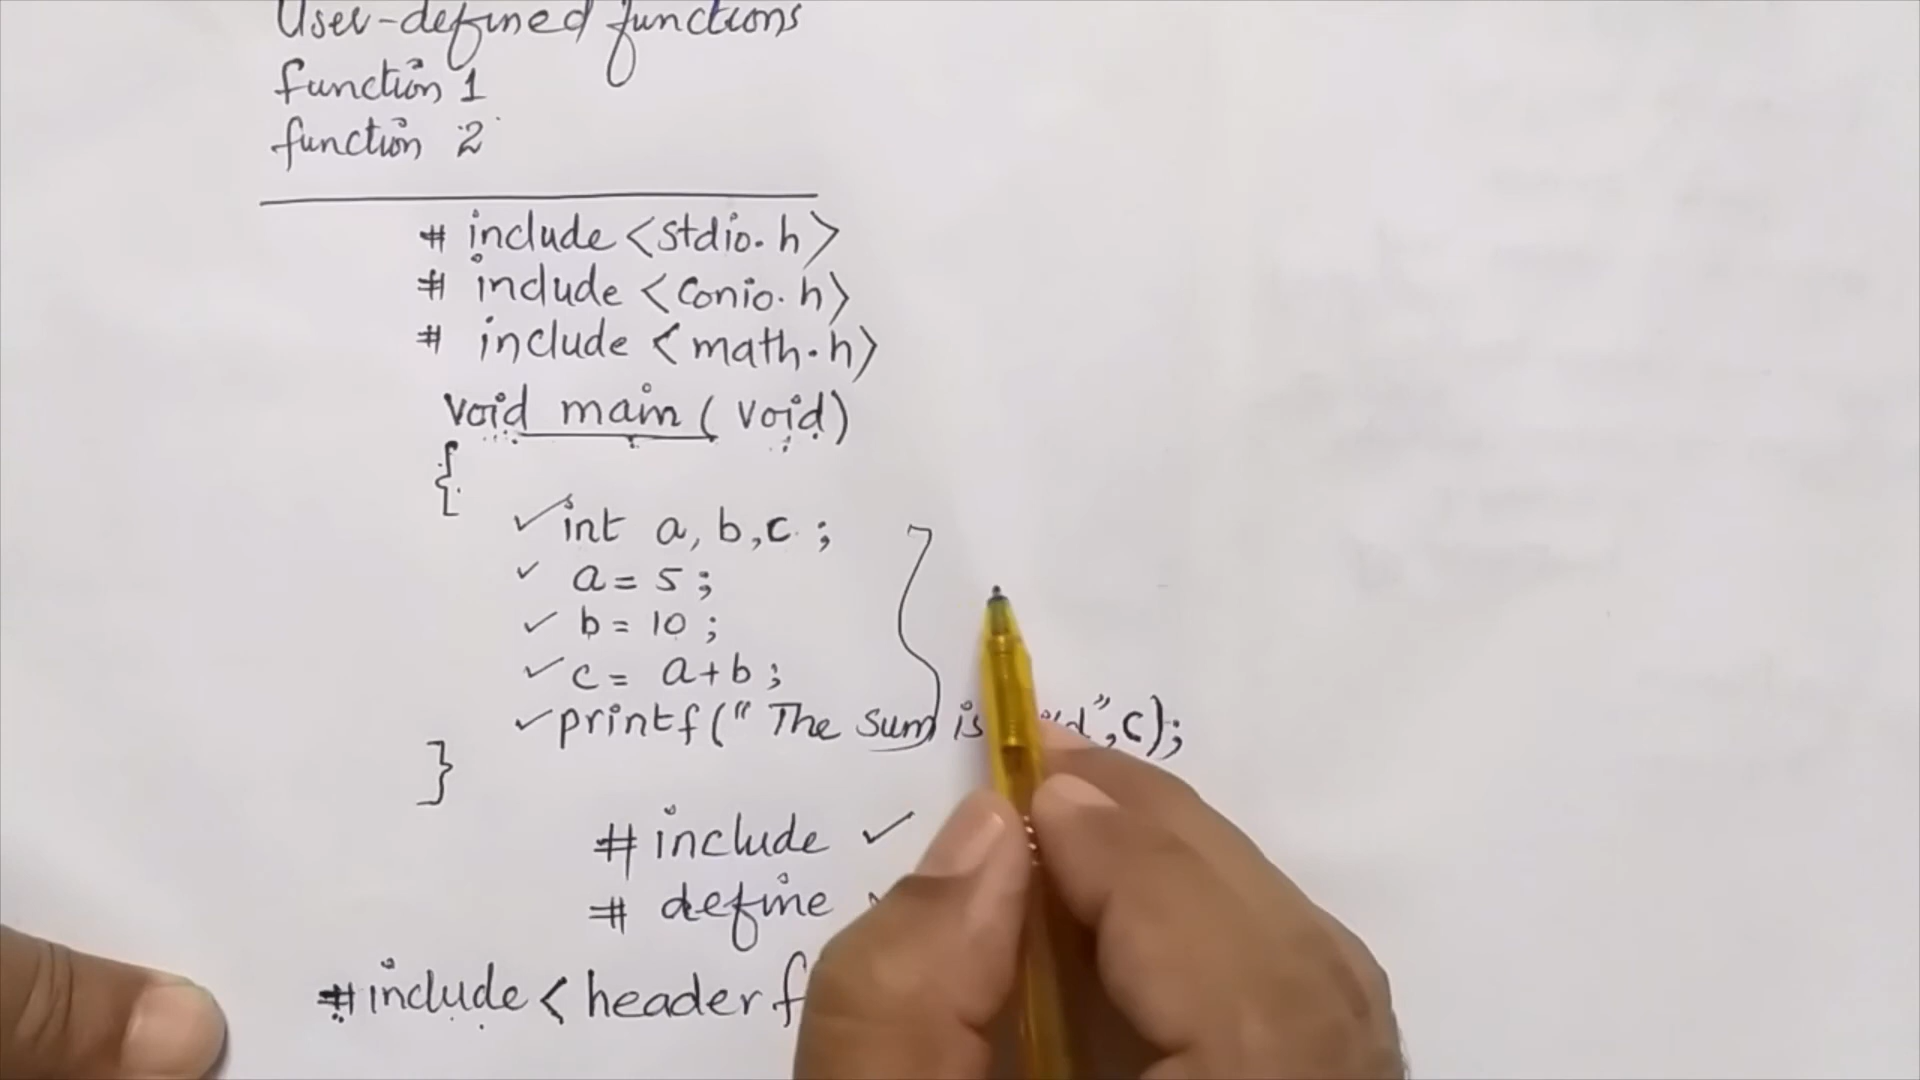 User-defined functions
function 1
function 2
# include <stdio.h>
# include <conio.h>
# include <math.h>
void main (void)
{
int a, b, c ;
a = 5 ;
b = 10 ;
c = a + b ;
printf(" The sum is d", c);
}
# include
# define
#include < header f